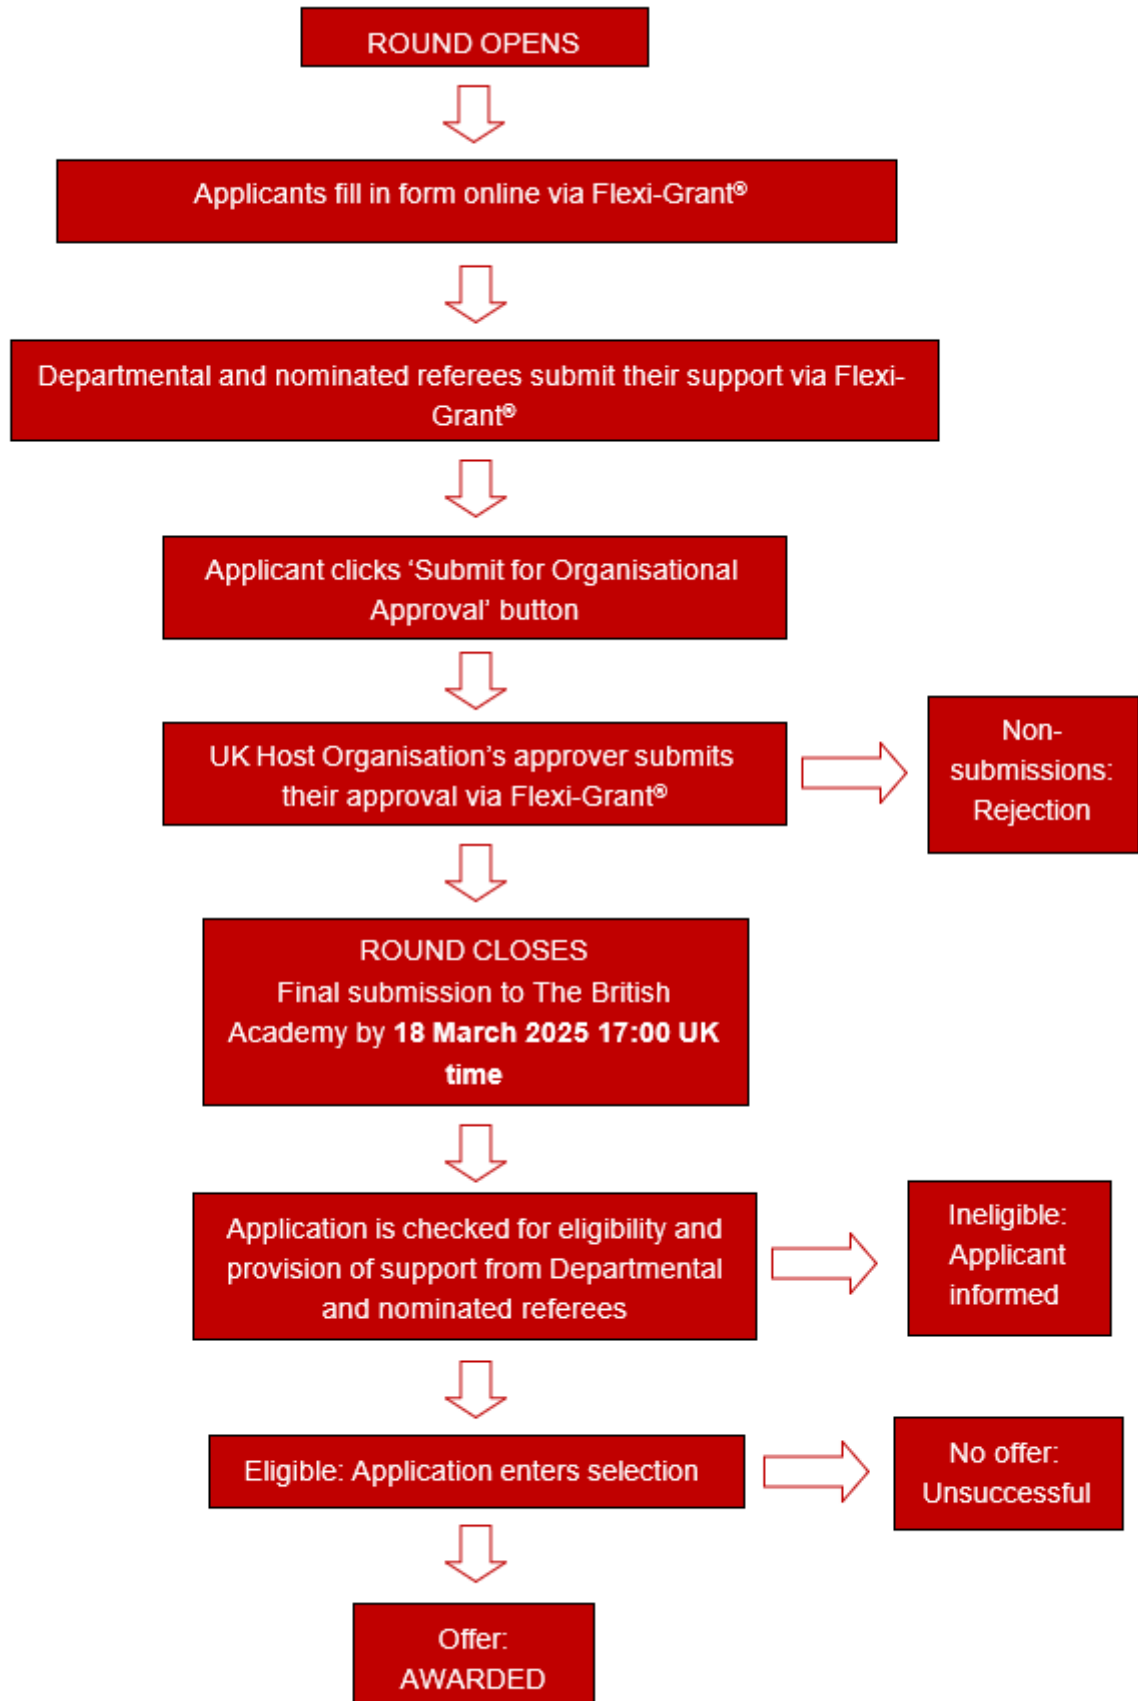 ROUND OPENS
Applicants fill in form online via Flexi-Grant®
Departmental and nominated referees submit their support via Flexi-
Grant®
Applicant clicks ‘Submit for Organisational
Approval’ button
UK Host Organisation’s approver submits
their approval via Flexi-Grant®
Non-
submissions:
Rejection
ROUND CLOSES
Final submission to The British
Academy by 18 March 2025 17:00 UK
time
Application is checked for eligibility and
provision of support from Departmental
and nominated referees
Ineligible:
Applicant
informed
Eligible: Application enters selection
No offer:
Unsuccessful
Offer:
AWARDED